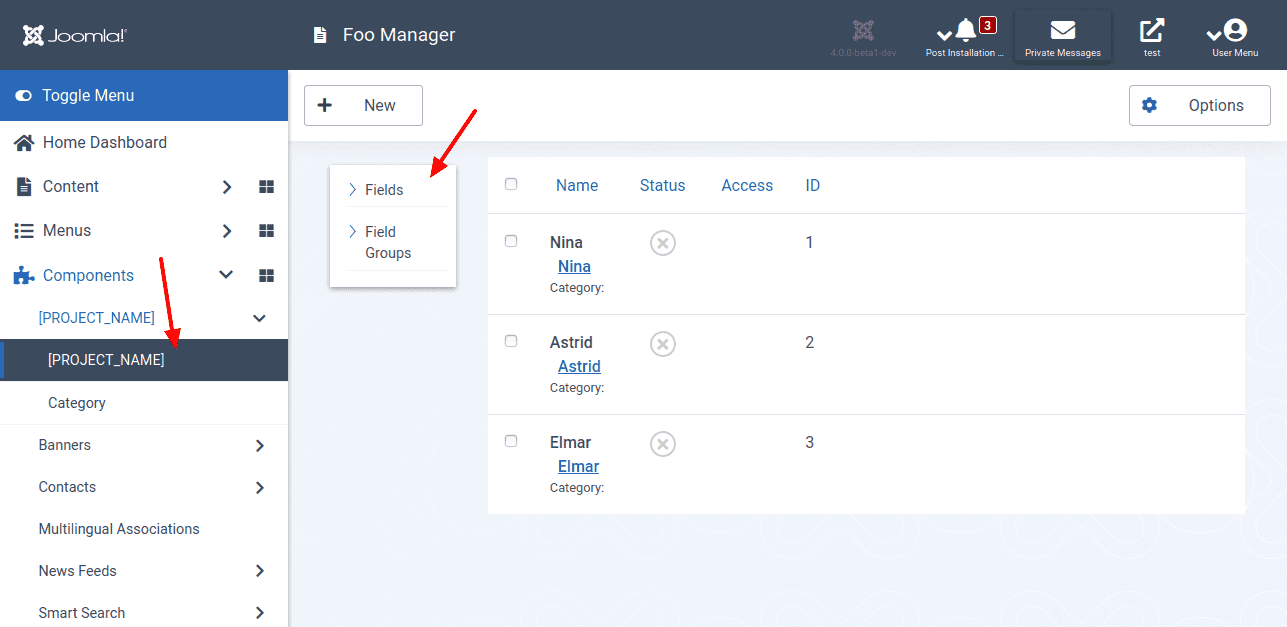 Joomla!
Foo Manager
4.0.0-beta1-dev
3
Post Installation ...
Private Messages
test
User Menu
Toggle Menu
Home Dashboard
Content
Menus
Components
[PROJECT_NAME]
[PROJECT_NAME]
Category
Banners
Contacts
Multilingual Associations
News Feeds
Smart Search
New
Options
Fields
Field
Groups
Name Status Access ID
Nina 1
Nina
Category:
Astrid 2
Astrid
Category:
Elmar 3
Elmar
Category: